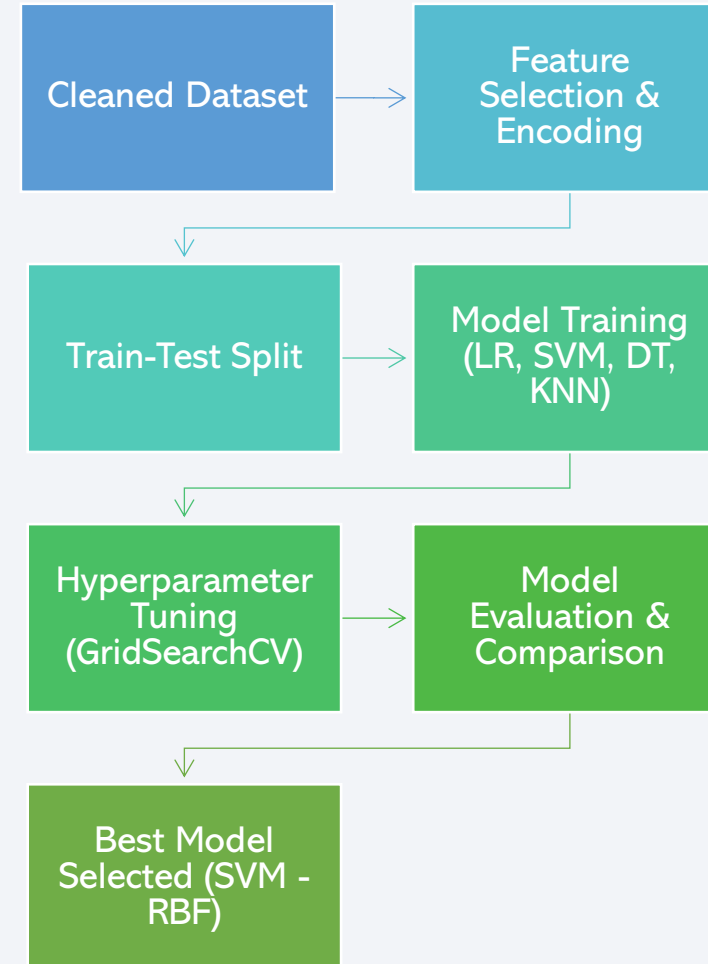 Cleaned Dataset
Feature
Selection &
Encoding
Train-Test Split
Model Training
(LR, SVM, DT,
KNN)
Hyperparameter
Tuning
(GridSearchCV)
Model
Evaluation &
Comparison
Best Model
Selected (SVM -
RBF)